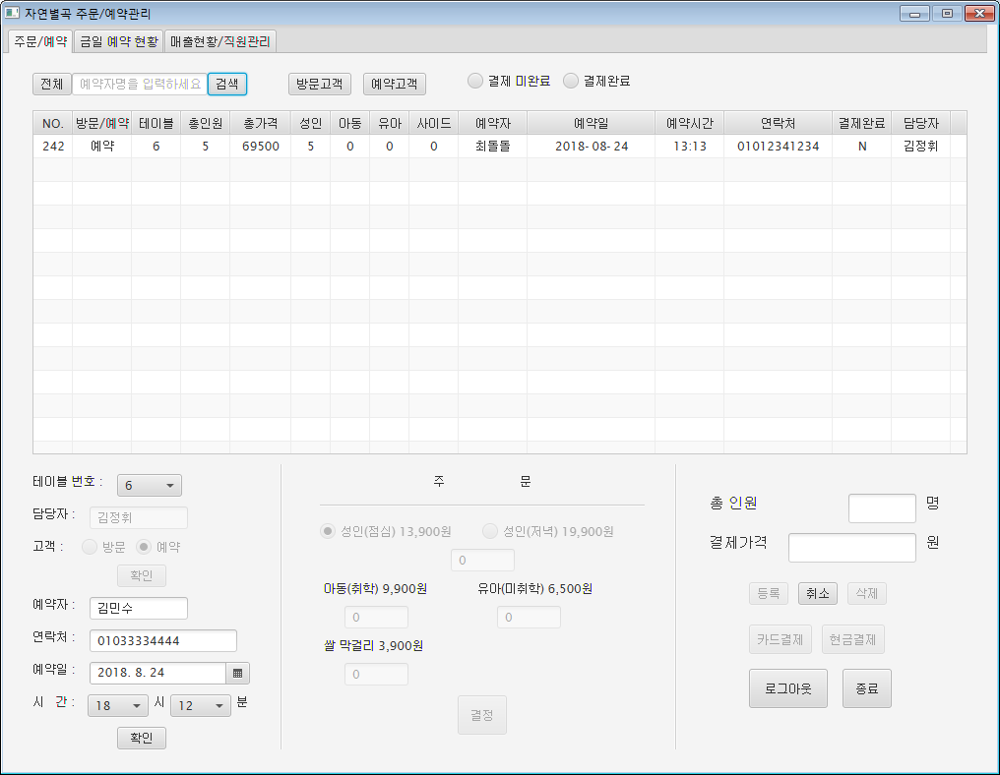 자연별곡 주문/예약관리
주문/예약 금일 예약 현황 매출현황/직원관리
전체 예약자명을 입력하세요 검색 방문고객 예약고객 결제 미완료 결제완료
NO. 방문/예약 테이블 총인원 총가격 성인 아동 유아 사이드 예약자 예약일 예약시간 연락처 결제완료 담당자
242 예약 6 5 69500 5 0 0 0 최돌돌 2018- 08- 24 13:13 01012341234 N 김정휘
테이블 번호 : 6
담당자 : 김정휘
고객 : 방문 예약
확인
예약자 : 김민수
연락처 : 01033334444
예약일 : 2018. 8. 24
시 간 : 18 시 12 분
확인
주 문
성인(점심) 13,900원 성인(저녁) 19,900원
0
아동(취학) 9,900원 유아(미취학) 6,500원
0 0
쌀 막걸리 3,900원
0
결정
총 인원 명
결제가격 원
등록 취소 삭제
카드결제 현금결제
로그아웃 종료